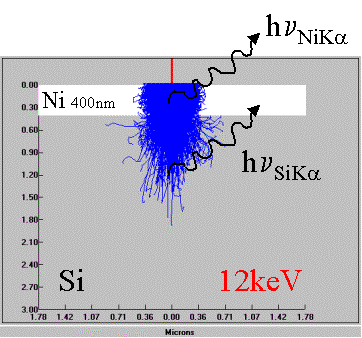 hνNiKα
0.00
Ni 400nm
0.30
0.60
0.90
hνSiKα
1.20
1.50
1.80
2.10
2.40
Si 12keV
2.70
3.00
1.78 1.42 1.07 0.71 0.36 0.00 0.36 0.71 1.07 1.42 1.78
Microns